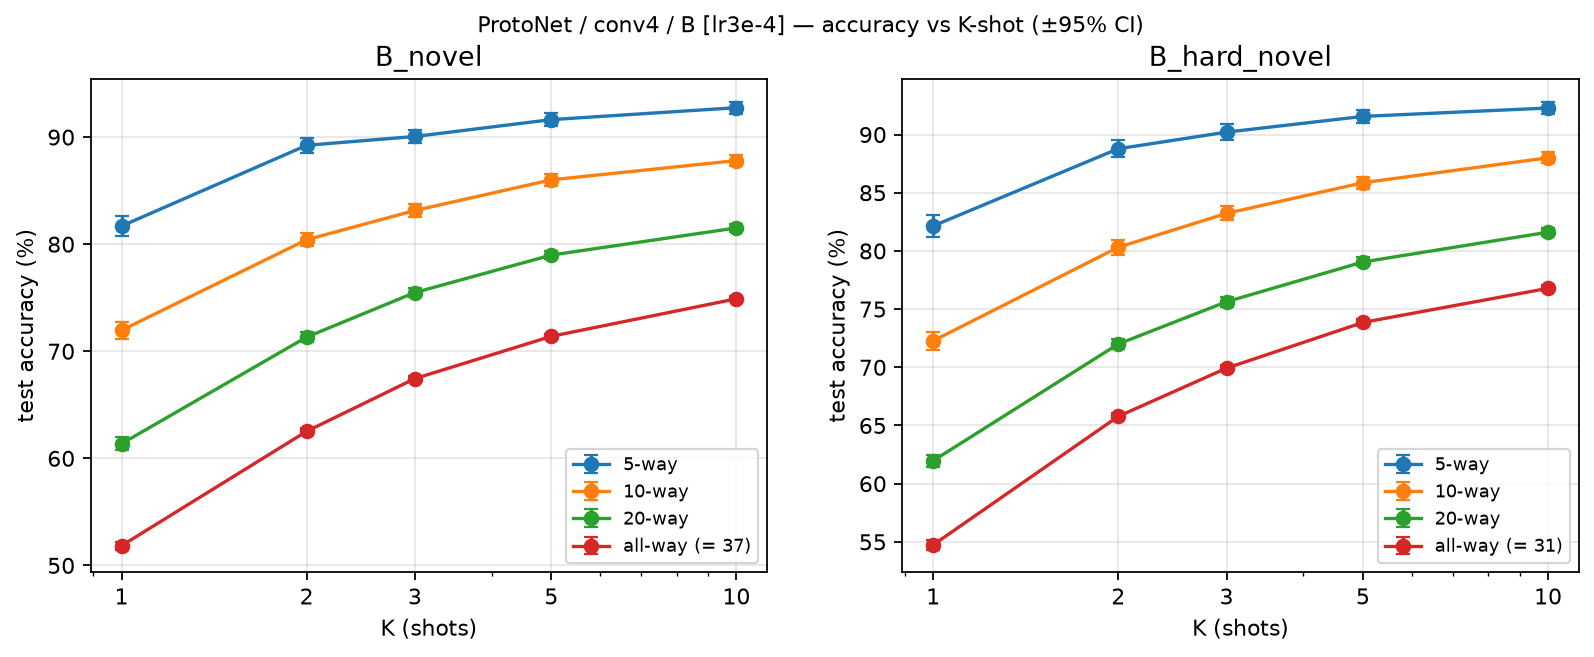 ProtoNet / conv4 / B [lr3e-4] — accuracy vs K-shot (±95% CI)
B_novel
test accuracy (%)
90
80
70
60
50
1 2 3 5 10
K (shots)
5-way
10-way
20-way
all-way (= 37)
B_hard_novel
test accuracy (%)
90
85
80
75
70
65
60
55
1 2 3 5 10
K (shots)
5-way
10-way
20-way
all-way (= 31)